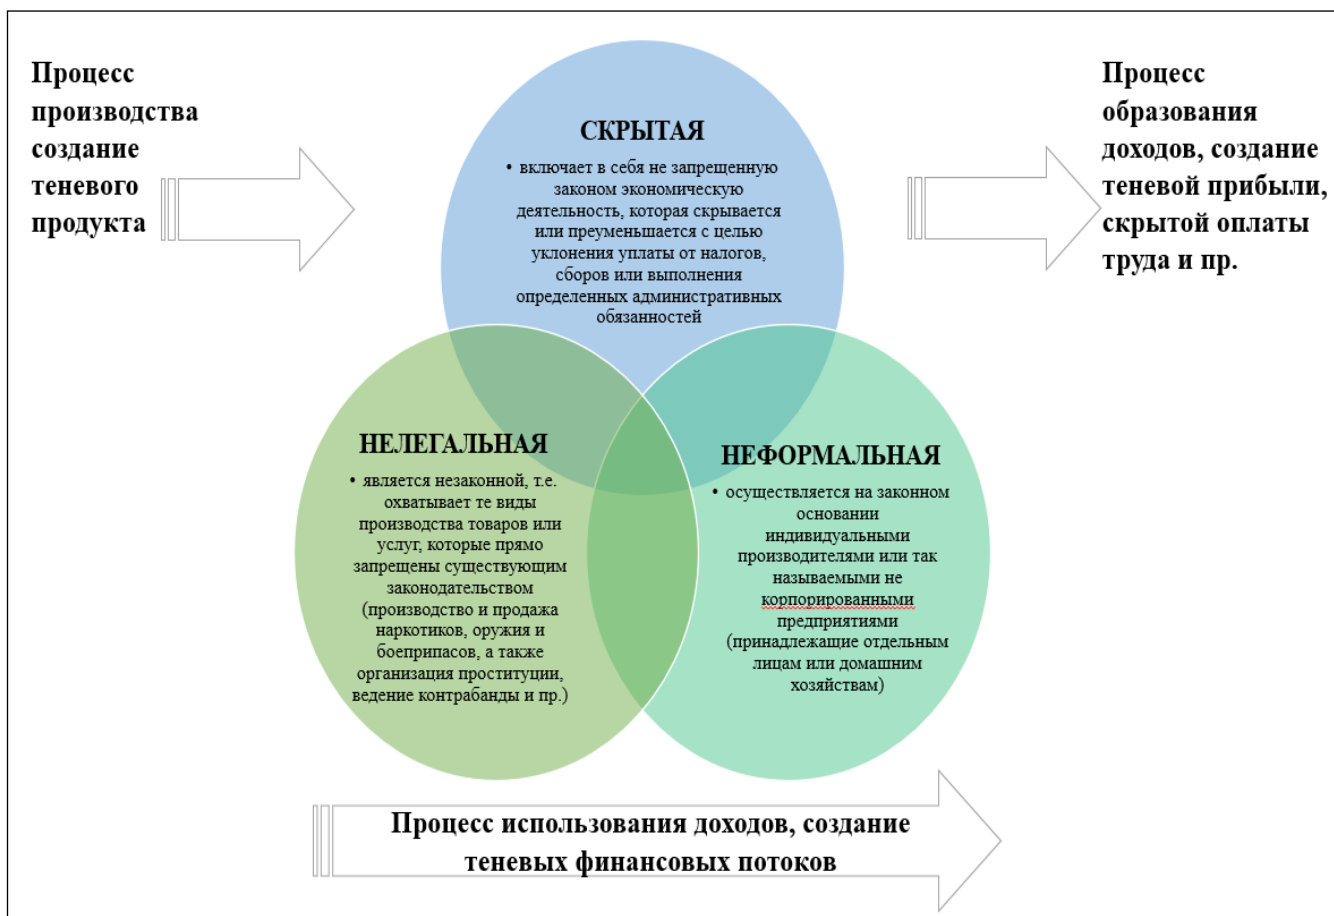 Процесс
производства
создание
теневого
продукта
СКРЫТАЯ
• включает в себя не запрещенную
законом экономическую
деятельность, которая скрывается
или преуменьшается с целью
уклонения уплаты от налогов,
сборов или выполнения
определенных административных
обязанностей
Процесс
образования
доходов, создание
теневой прибыли,
скрытой оплаты
труда и пр.
НЕЛЕГАЛЬНАЯ
• является незаконной, т.е.
охватывает те виды
производства товаров или
услуг, которые прямо
запрещены существующим
законодательством
(производство и продажа
наркотиков, оружия и
боеприпасов, а также
организация проституции,
ведение контрабанды и пр.)
НЕФОРМАЛЬНАЯ
• осуществляется на законном
основании
индивидуальными
производителями или так
называемыми не
корпорированными
предприятиями
(принадлежащие отдельным
лицам или домашним
хозяйствам)
Процесс использования доходов, создание
теневых финансовых потоков